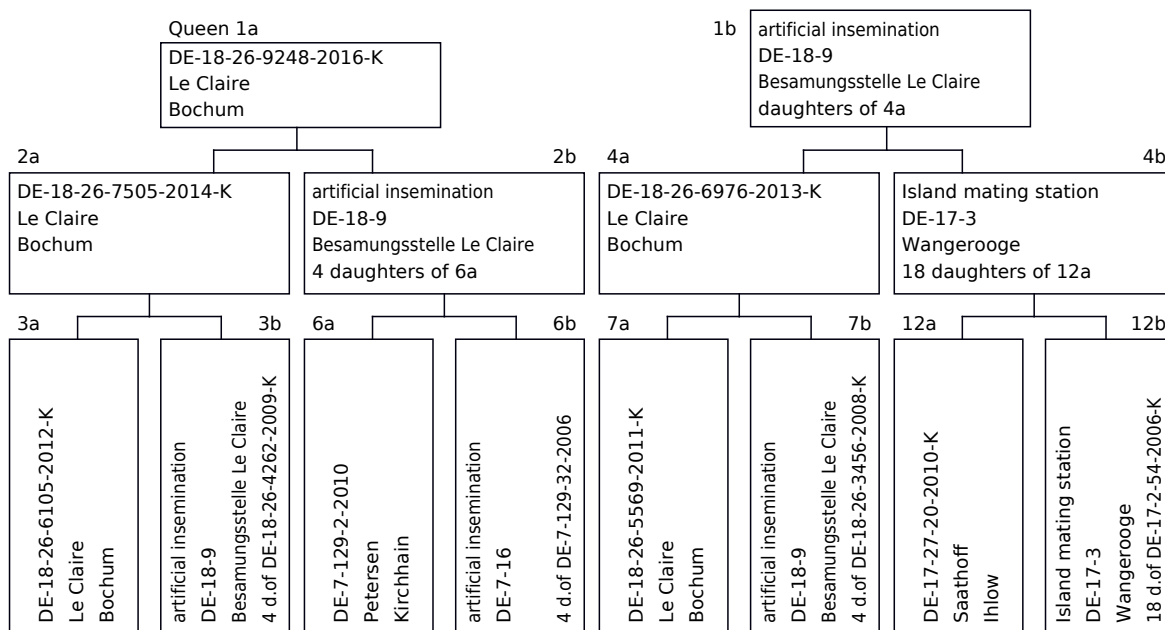 Queen 1a
DE-18-26-9248-2016-K
Le Claire
Bochum
1b
artificial insemination
DE-18-9
Besamungsstelle Le Claire
daughters of 4a
2a
DE-18-26-7505-2014-K
Le Claire
Bochum
2b
artificial insemination
DE-18-9
Besamungsstelle Le Claire
4 daughters of 6a
4a
DE-18-26-6976-2013-K
Le Claire
Bochum
4b
Island mating station
DE-17-3
Wangerooge
18 daughters of 12a
3a
DE-18-26-6105-2012-K
Le Claire
Bochum
3b
artificial insemination
DE-18-9
Besamungsstelle Le Claire
4 d.of DE-18-26-4262-2009-K
6a
DE-7-129-2-2010
Petersen
Kirchhain
6b
artificial insemination
DE-7-16
4 d.of DE-7-129-32-2006
7a
DE-18-26-5569-2011-K
Le Claire
Bochum
7b
artificial insemination
DE-18-9
Besamungsstelle Le Claire
4 d.of DE-18-26-3456-2008-K
12a
DE-17-27-20-2010-K
Saathoff
Ihlow
12b
Island mating station
DE-17-3
Wangerooge
18 d.of DE-17-2-54-2006-K